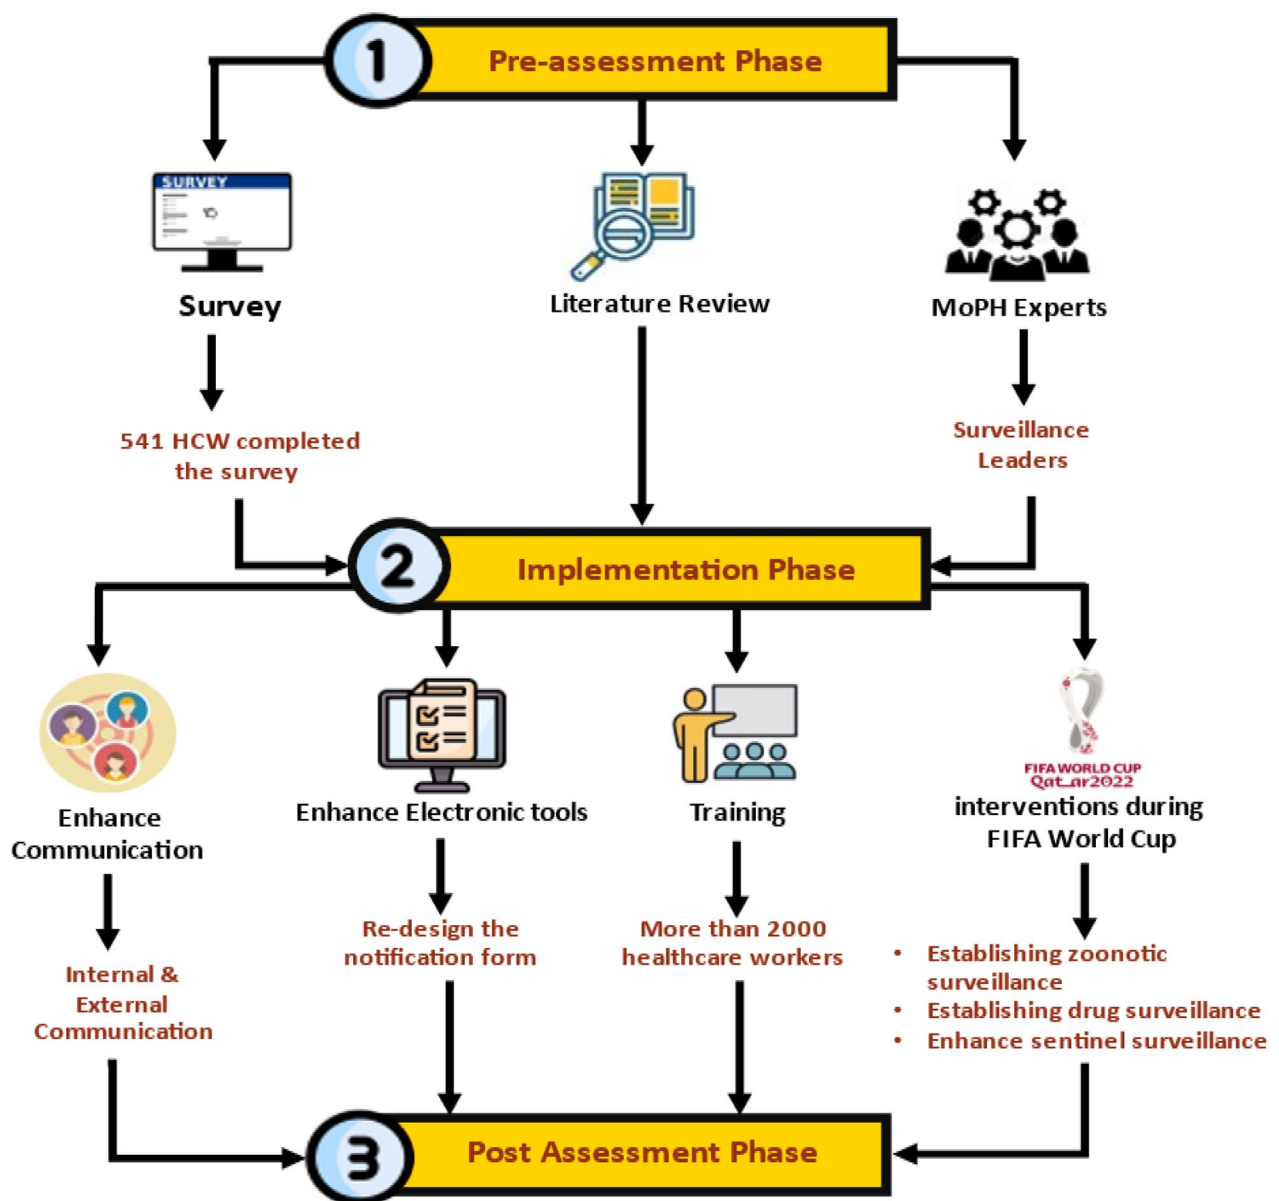 1
Pre-assessment Phase
SURVEY
Survey
Literature Review
MoPH Experts
541 HCW completed
the survey
Surveillance
Leaders
2
Implementation Phase
Enhance
Communication
Enhance Electronic tools
Training
FIFA WORLD CUP
Qatar2022
interventions during
FIFA World Cup
Internal &
External
Communication
Re-design the
notification form
More than 2000
healthcare workers
• Establishing zoonotic
surveillance
• Establishing drug surveillance
• Enhance sentinel surveillance
3
Post Assessment Phase